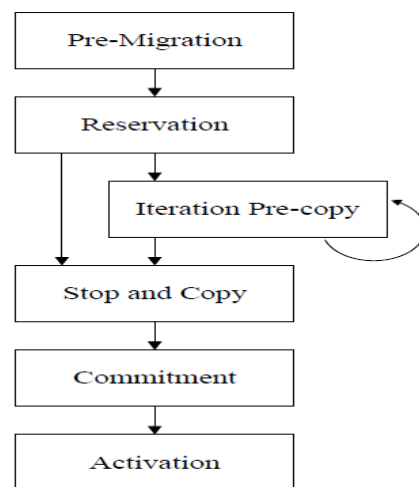 Pre-Migration
Reservation
Iteration Pre-copy
Stop and Copy
Commitment
Activation